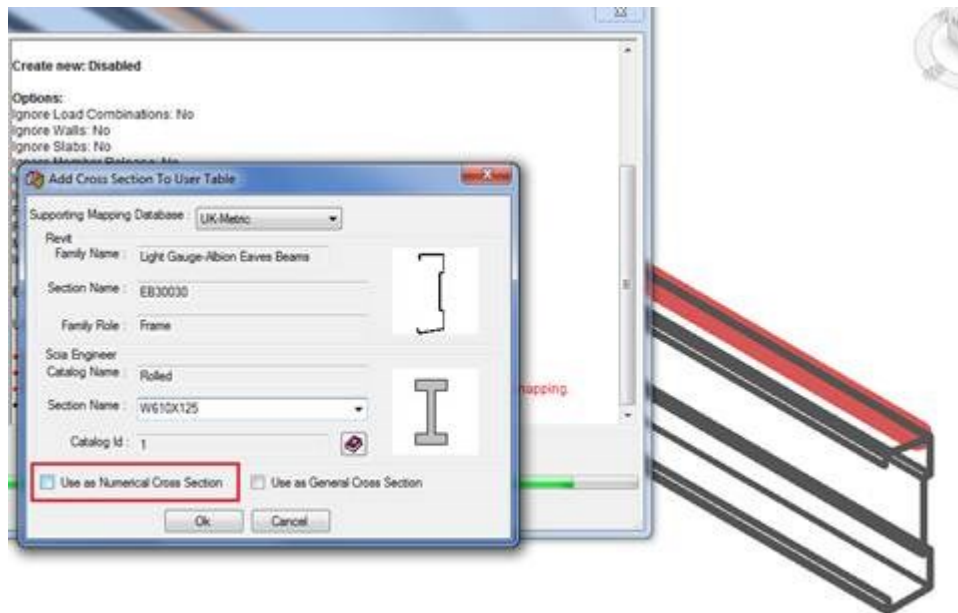 Create new: Disabled
Options:
Ignore Load Combinations: No
Ignore Walls: No
Ignore Slabs: No
Add Cross Section To User Table
Supporting Mapping Database : UK-Metric
Revit
Family Name : Light Gauge-Albion Eaves Beams
Section Name : EB30030
Family Role : Frame
Scia Engineer
Catalog Name : Rolled
Section Name : W610X125
mapping.
Catalog Id : 1
Use as Numerical Cross Section Use as General Cross Section
Ok Cancel